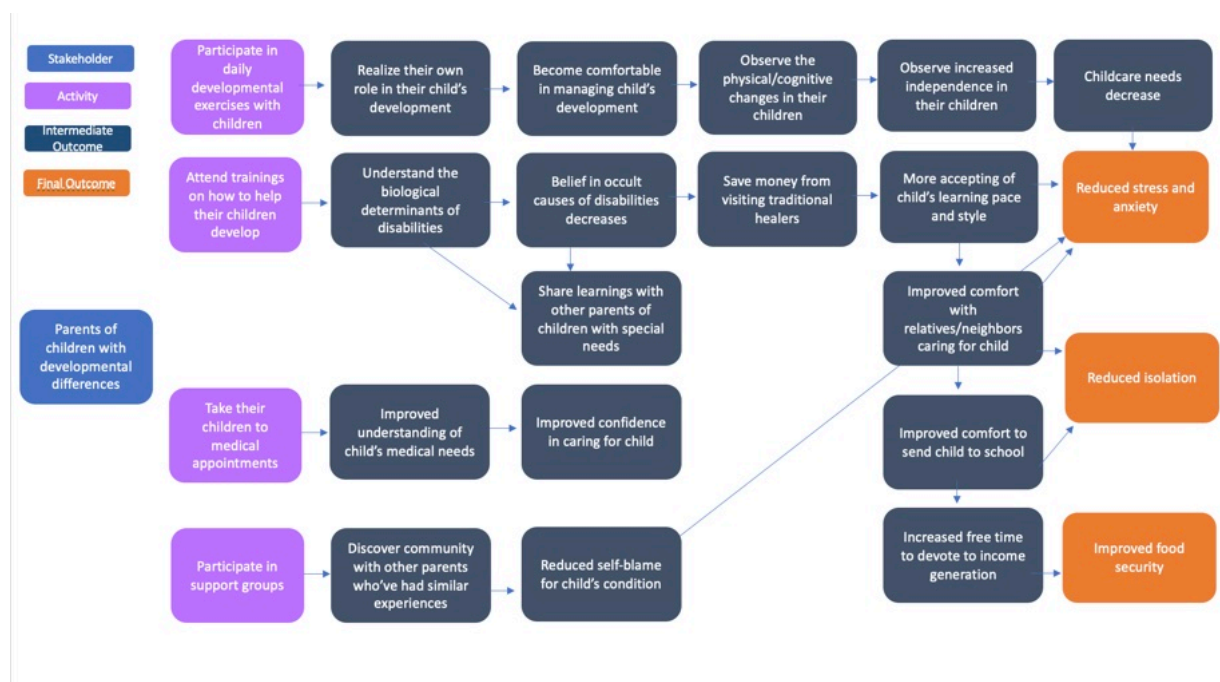 Stakeholder
Activity
Intermediate
Outcome
Final Outcome
Participate in
daily
developmental
exercises with
children
Realize their own
role in their child's
development
Become comfortable
in managing child's
development
Observe the
physical/cognitive
changes in their
children
Observe increased
independence in
their children
Childcare needs
decrease
Attend trainings
on how to help
their children
develop
Understand the
biological
determinants of
disabilities
Belief in occult
causes of disabilities
decreases
Save money from
visiting traditional
healers
More accepting of
child's learning pace
and style
Reduced stress and
anxiety
Share learnings with
other parents of
children with special
needs
Improved comfort
with
relatives/neighbors
caring for child
Parents of
children with
developmental
differences
Reduced isolation
Take their
children to
medical
appointments
Improved
understanding of
child's medical needs
Improved confidence
in caring for child
Improved comfort to
send child to school
Participate in
support groups
Discover community
with other parents
who've had similar
experiences
Reduced self-blame
for child's condition
Increased free time
to devote to income
generation
Improved food
security